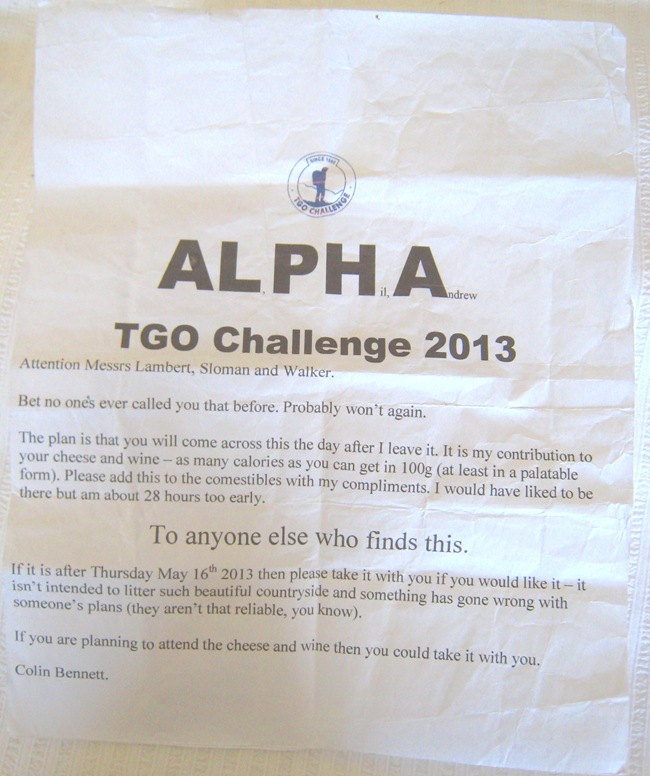 SINCE 1980
TGO CHALLENGE
AL, PHil, Andrew
TGO Challenge 2013
Attention Messrs Lambert, Sloman and Walker.
Bet no one's ever called you that before. Probably won't again.
The plan is that you will come across this the day after I leave it. It is my contribution to
your cheese and wine – as many calories as you can get in 100g (at least in a palatable
form). Please add this to the comestibles with my compliments. I would have liked to be
there but am about 28 hours too early.
To anyone else who finds this.
If it is after Thursday May 16th 2013 then please take it with you if you would like it – it
isn't intended to litter such beautiful countryside and something has gone wrong with
someone's plans (they aren't that reliable, you know).
If you are planning to attend the cheese and wine then you could take it with you.
Colin Bennett.